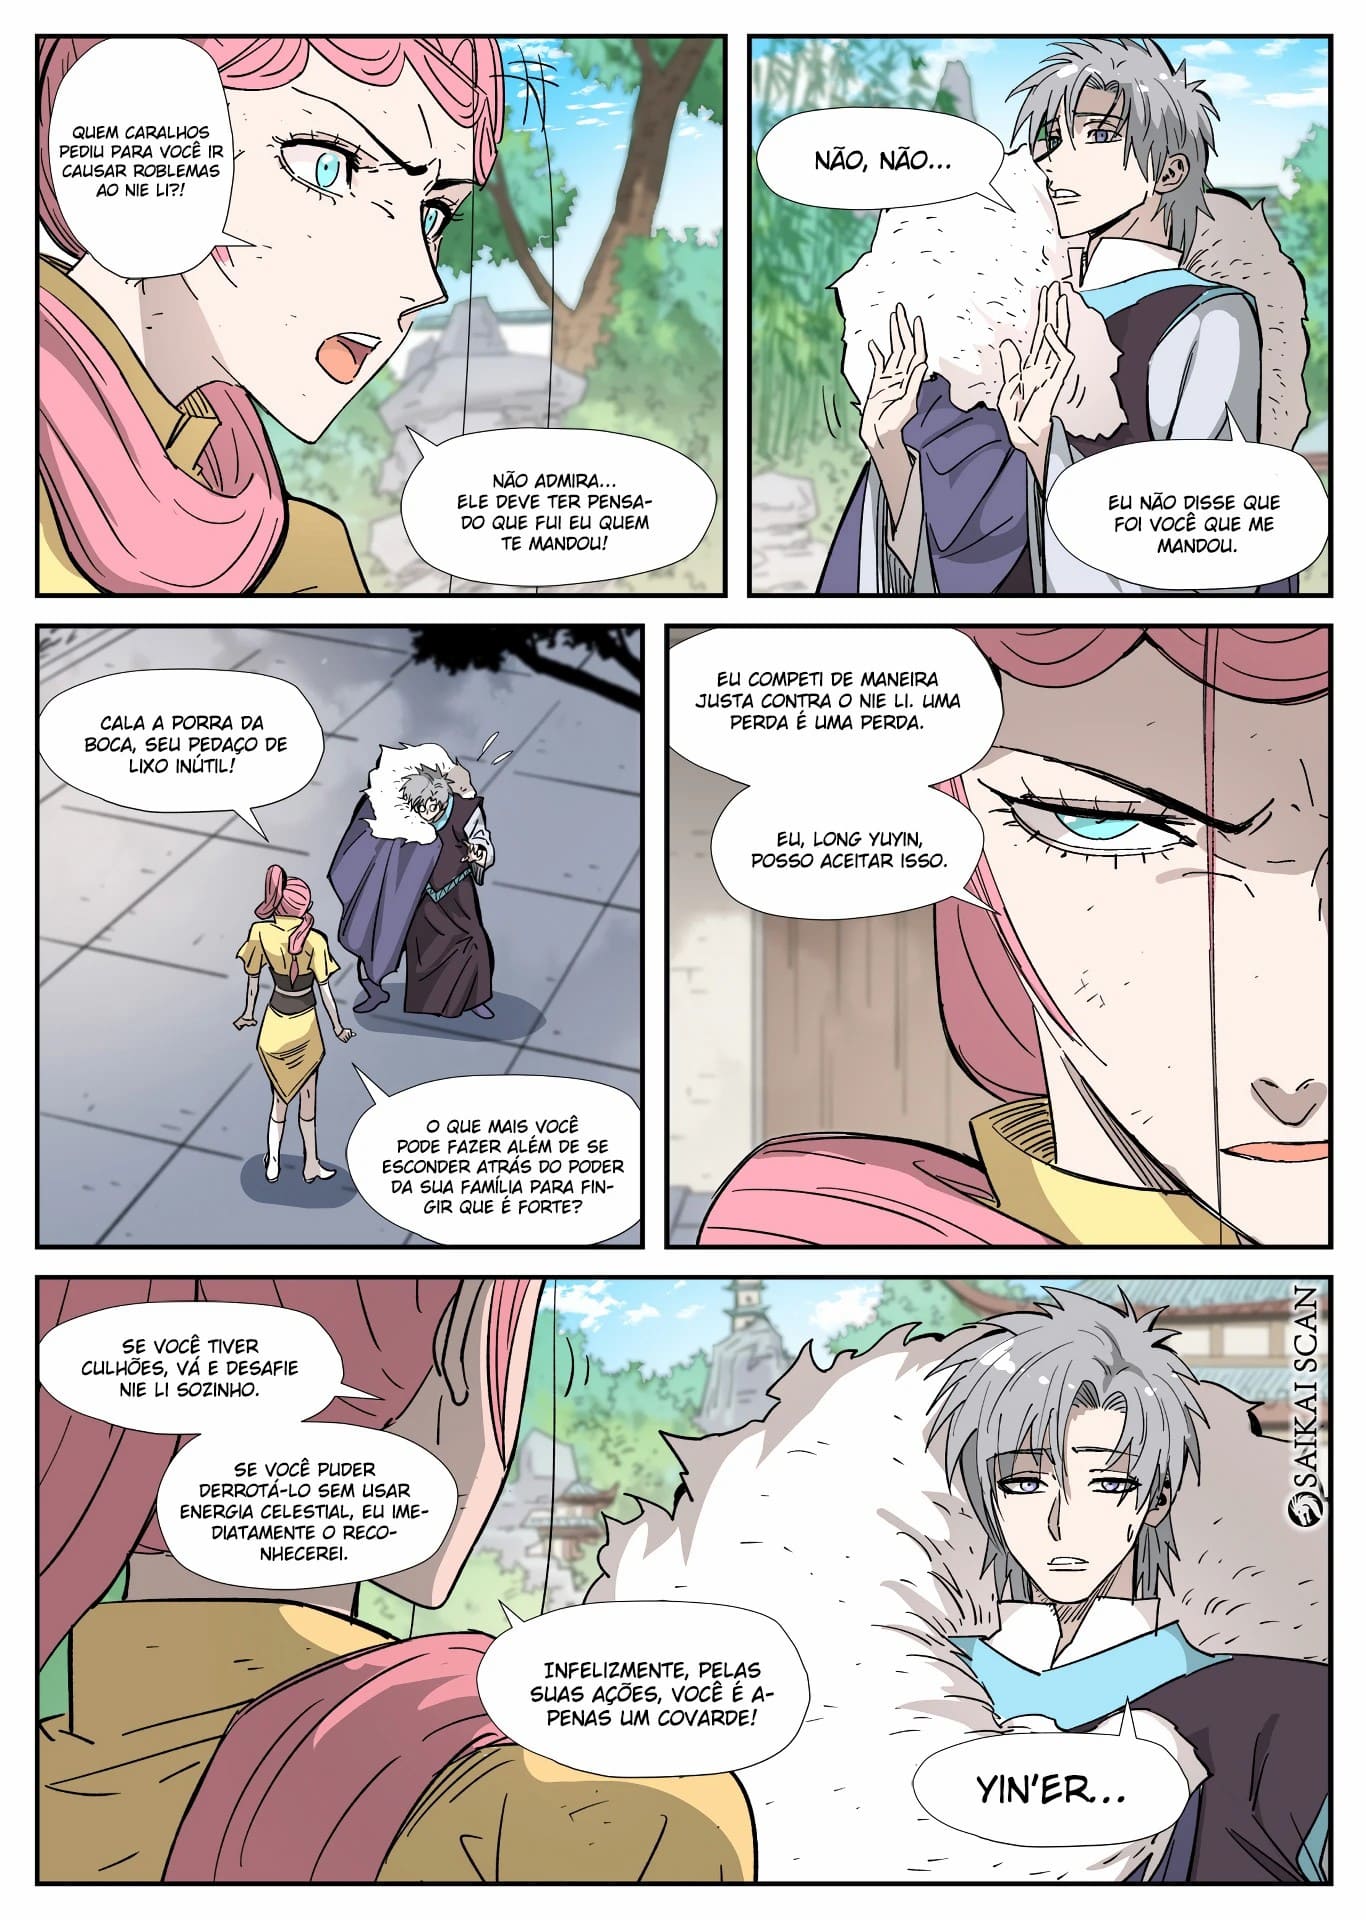 QUEM CARALHOS
PEDIU PARA VOCÊ IR
CAUSAR ROBLEMAS
AO NIE LI?!
NÃO ADMIRA...
ELE DEVE TER PENSA-
DO QUE FUI EU QUEM
TE MANDOU!
NÃO, NÃO...
EU NÃO DISSE QUE
FOI VOCÊ QUE ME
MANDOU.
CALA A PORRA DA
BOCA, SEU PEDAÇO DE
LIXO INÚTIL!
O QUE MAIS VOCÊ
PODE FAZER ALÉM DE SE
ESCONDER ATRÁS DO PODER
DA SUA FAMÍLIA PARA FIN-
GIR QUE É FORTE?
EU COMPETI DE MANEIRA
JUSTA CONTRA O NIE LI. UMA
PERDA É UMA PERDA.
EU, LONG YUYIN,
POSSO ACEITAR ISSO.
SE VOCÊ TIVER
CULHÕES, VÁ E DESAFIE
NIE LI SOZINHO.
SE VOCÊ PUDER
DERROTÁ-LO SEM USAR
ENERGIA CELESTIAL, EU IME-
DIATAMENTE O RECO-
NHECEREI.
INFELIZMENTE, PELAS
SUAS AÇÕES, VOCÊ É A-
PENAS UM COVARDE!
YIN'ER...
SAIKAI SCAN